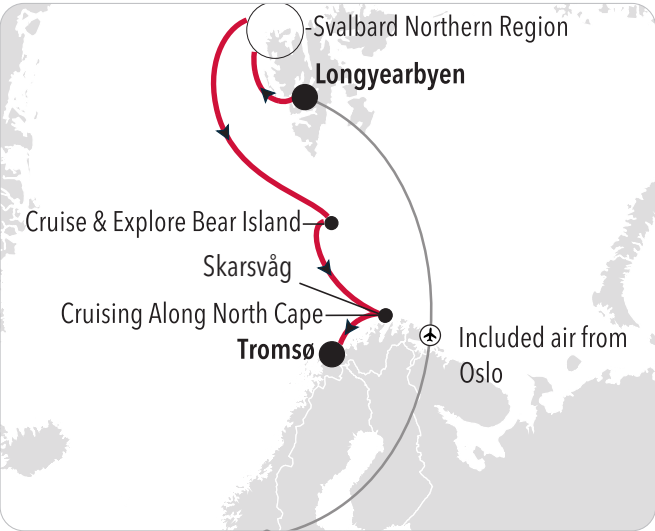 Svalbard Northern Region
Longyearbyen
Cruise & Explore Bear Island
Skarsvåg
Cruising Along North Cape
Tromsø
Included air from
Oslo